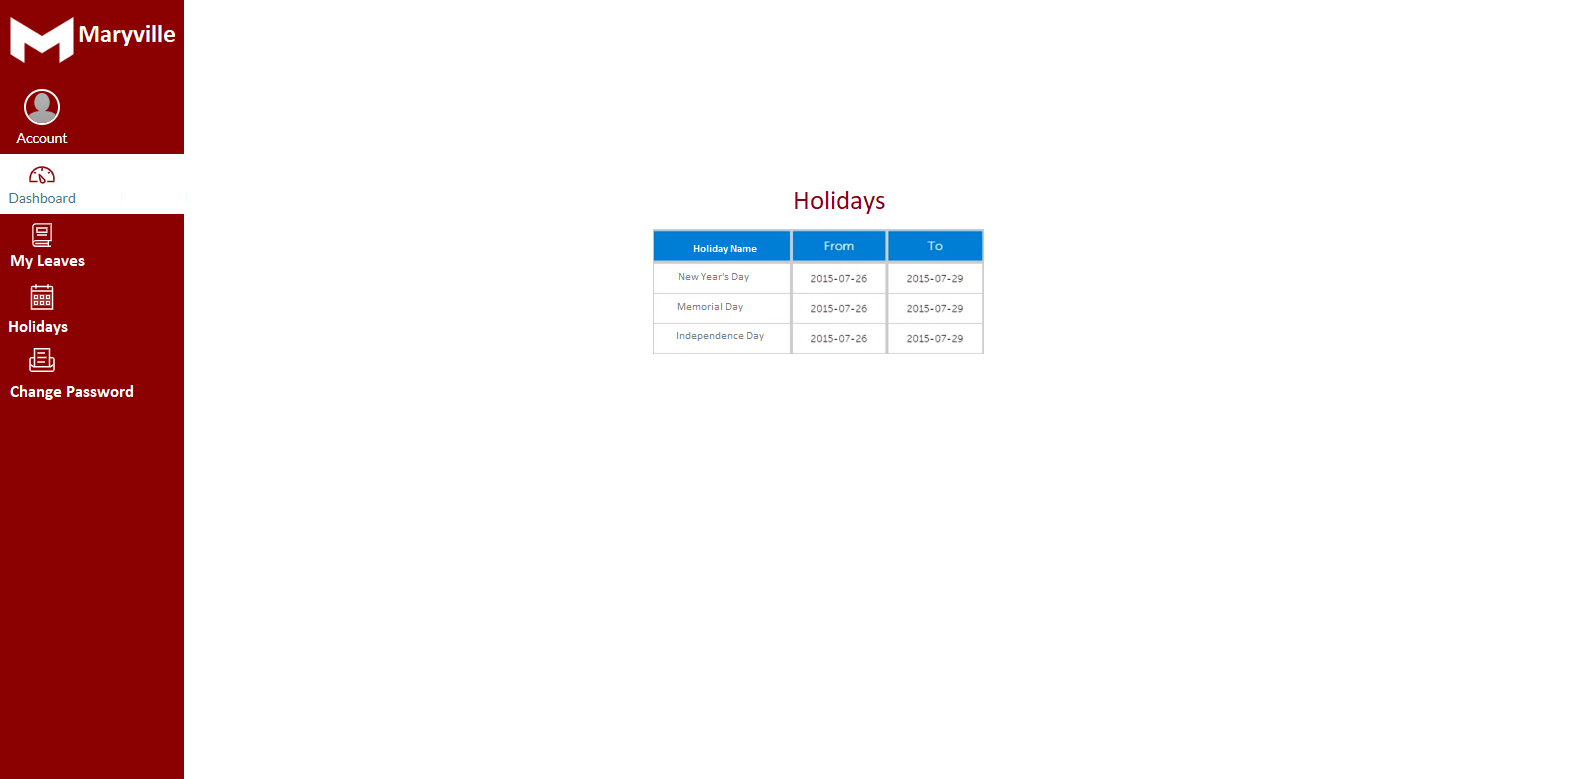 Maryville
Account
Dashboard
My Leaves
Holidays
Change Password
Holidays
Holiday Name From To
New Year's Day 2015-07-26 2015-07-29
Memorial Day 2015-07-26 2015-07-29
Independence Day 2015-07-26 2015-07-29